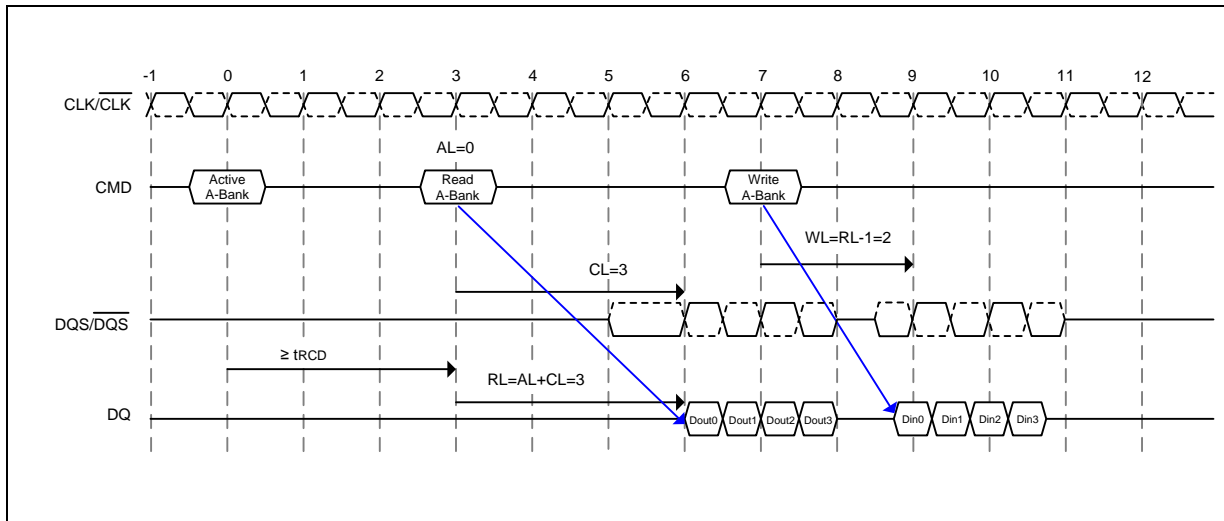 -1 0 1 2 3 4 5 6 7 8 9 10 11 12
CLK/CLK
AL=0
CMD
Active
A-Bank
Read
A-Bank
Write
A-Bank
WL=RL-1=2
CL=3
DQS/DQS
≥ tRCD
RL=AL+CL=3
DQ
Dout0 Dout1 Dout2 Dout3 Din0 Din1 Din2 Din3